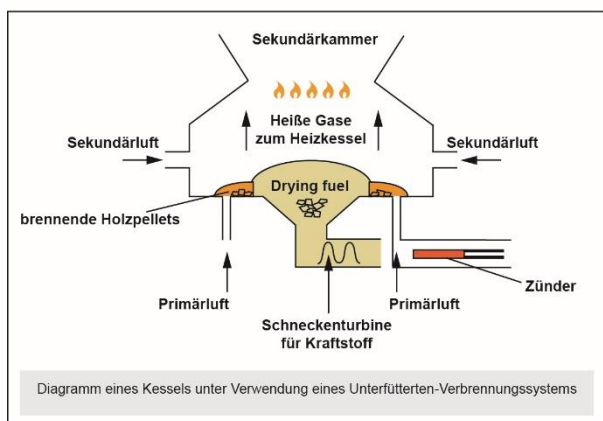 Sekundärkammer
Heiße Gase
zum Heizkessel
Sekundärluft
Sekundärluft
Drying fuel
brennende Holzpellets
Primärluft
Primärluft
Zünder
Schneckenturbine
für Kraftstoff
Diagramm eines Kessels unter Verwendung eines Unterfütterten-Verbrennungssystems